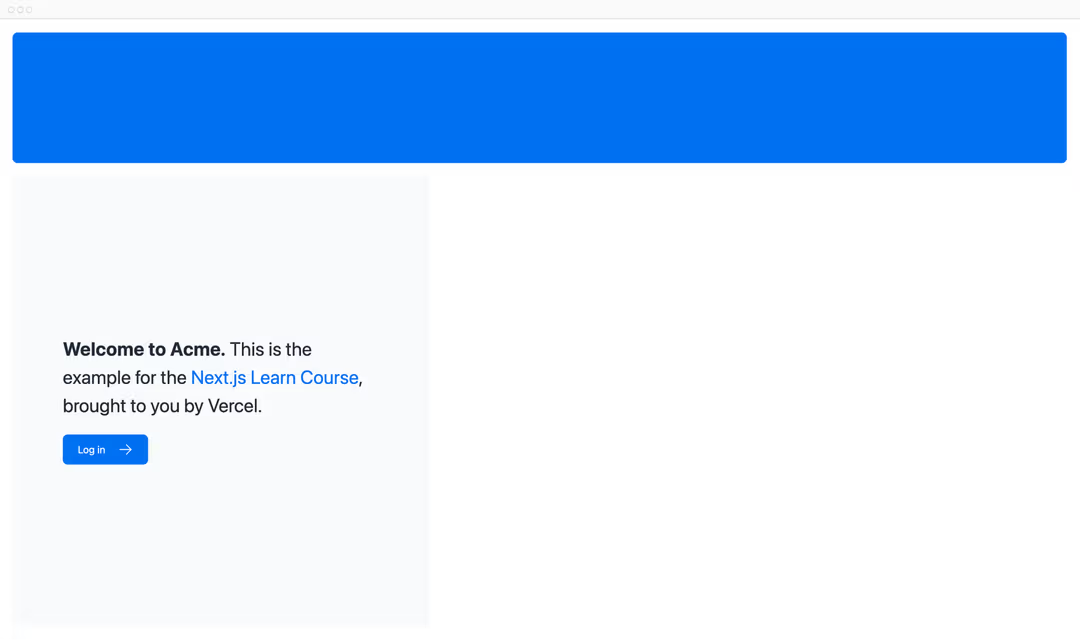 Welcome to Acme. This is the
example for the Next.js Learn Course,
brought to you by Vercel.
Log in